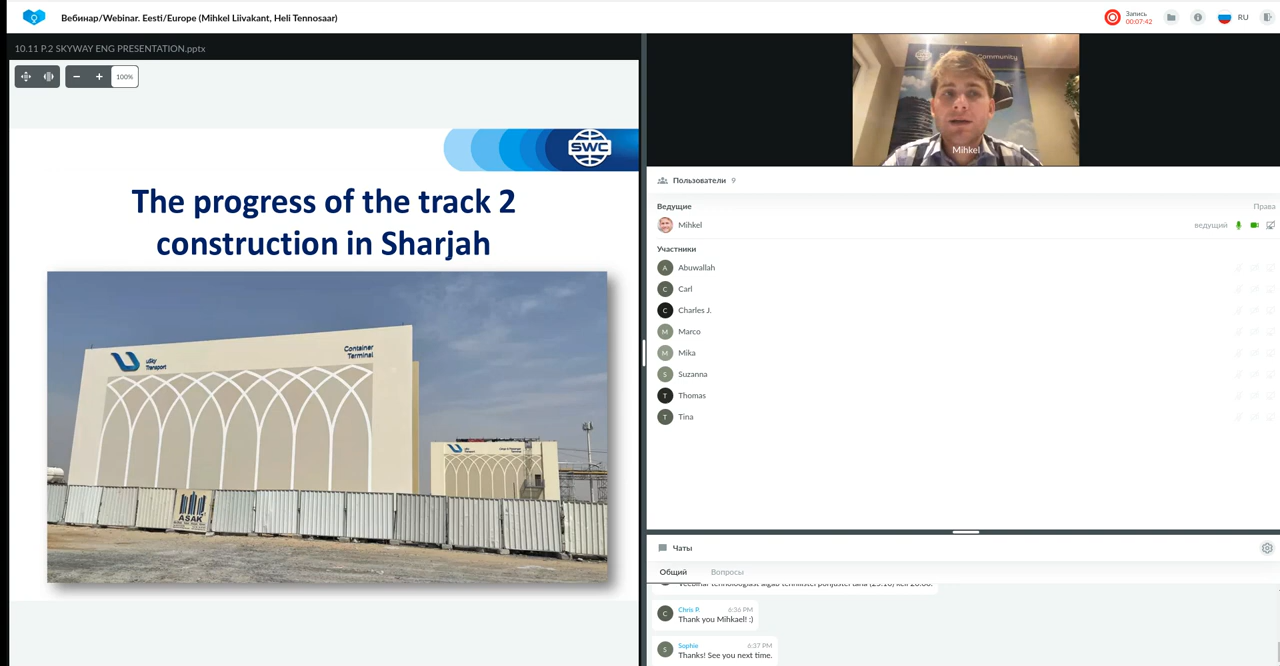 Вебинар/Webinar. Eesti/Europe (Mihkel Liivakant, Heli Tennosaar)
Запись
00:07:42
RU
10.11 P.2 SKYWAY ENG PRESENTATION.pptx
100%
SWC
The progress of the track 2
construction in Sharjah
uSky
Transport
Container
Terminal
ASAK
Community
Mihkel
Пользователи 9
Ведущие
Права
Mihkel
ведущий
Участники
A Abuwallah
C Carl
C Charles J.
M Marco
M Mika
S Suzanna
T Thomas
T Tina
Чаты
Общий
Вопросы
C
Chris P. 6:36 PM
Thank you Mihkael! :)
S
Sophie 6:37 PM
Thanks! See you next time.